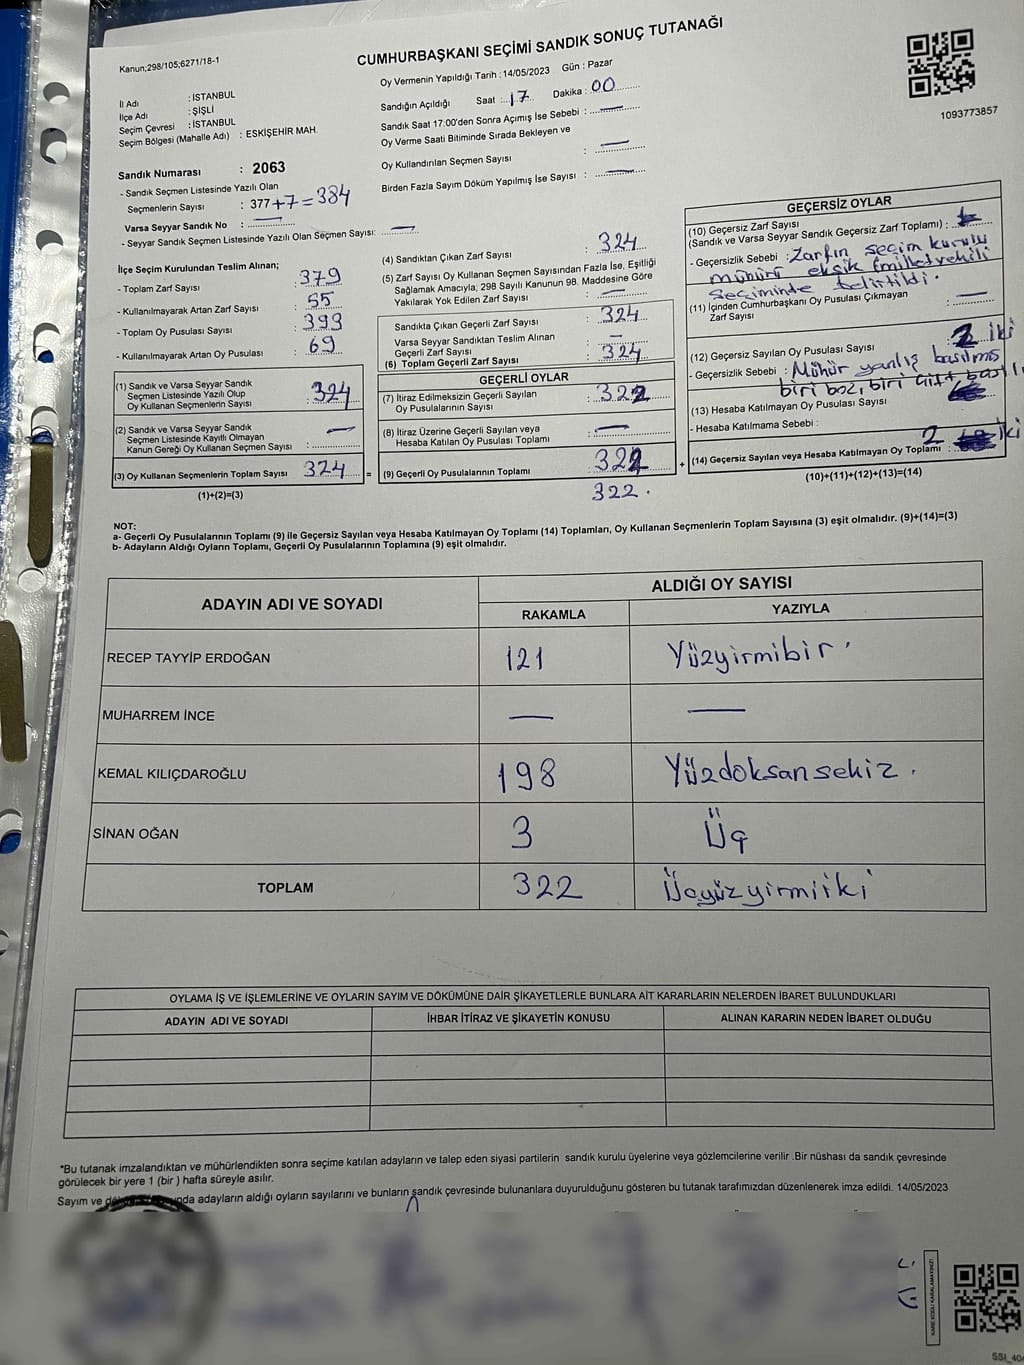 CUMHURBAŞKANI SEÇİMİ SANDIK SONUÇ TUTANAĞI
Kanun;298/105;6271/18-1
Oy Vermenin Yapıldığı Tarih : 14/05/2023 Gün : Pazar
1093773857
İl Adı : İSTANBUL
İlçe Adı : ŞİŞLİ
Seçim Çevresi : İSTANBUL
Seçim Bölgesi (Mahalle Adı) : ESKİŞEHİR MAH.
Sandığın Açıldığı Saat : 17 Dakika : 00
Sandık Saat 17:00'den Sonra Açımış İse Sebebi : —
Oy Verme Saati Bitiminde Sırada Bekleyen ve
Oy Kullandırılan Seçmen Sayısı : —
Birden Fazla Sayım Döküm Yapılmış İse Sayısı : —
Sandık Numarası : 2063
- Sandık Seçmen Listesinde Yazılı Olan
Seçmenlerin Sayısı : 377 +7 = 384
Varsa Seyyar Sandık No : —
- Seyyar Sandık Seçmen Listesinde Yazılı Olan Seçmen Sayısı: —
İlçe Seçim Kurulundan Teslim Alınan;
- Toplam Zarf Sayısı : 379
- Kullanılmayarak Artan Zarf Sayısı : 55
- Toplam Oy Pusulası Sayısı : 393
- Kullanılmayarak Artan Oy Pusulası : 69
(1) Sandık ve Varsa Seyyar Sandık
Seçmen Listesinde Yazılı Olup
Oy Kullanan Seçmenlerin Sayısı : 324
(2) Sandık ve Varsa Seyyar Sandık
Seçmen Listesinde Kayıtlı Olmayan
Kanun Gereği Oy Kullanan Seçmen Sayısı : —
(3) Oy Kullanan Seçmenlerin Toplam Sayısı 324 =
(1)+(2)=(3)
(4) Sandıktan Çıkan Zarf Sayısı : 324
(5) Zarf Sayısı Oy Kullanan Seçmen Sayısından Fazla İse, Eşitliği
Sağlamak Amacıyla; 298 Sayılı Kanunun 98. Maddesine Göre
Yakılarak Yok Edilen Zarf Sayısı : —
Sandıkta Çıkan Geçerli Zarf Sayısı : 324
Varsa Seyyar Sandıktan Teslim Alınan
Geçerli Zarf Sayısı : —
(6) Toplam Geçerli Zarf Sayısı : 324
GEÇERLİ OYLAR
(7) İtiraz Edilmeksizin Geçerli Sayılan
Oy Pusulalarının Sayısı : 322
(8) İtiraz Üzerine Geçerli Sayılan veya
Hesaba Katılan Oy Pusulası Toplamı : —
(9) Geçerli Oy Pusulalarının Toplamı : 322 +
322.
GEÇERSİZ OYLAR
(10) Geçersiz Zarf Sayısı
(Sandık ve Varsa Seyyar Sandık Geçersiz Zarf Toplamı) :
- Geçersizlik Sebebi : Zarfın seçim kurulu
mührü eksik (milletvekili
seçiminde belirtildi.
(11) İçinden Cumhurbaşkanı Oy Pusulası Çıkmayan
Zarf Sayısı : —
(12) Geçersiz Sayılan Oy Pusulası Sayısı : 2 iki
- Geçersizlik Sebebi : Mühür yanlış basılmış
biri boz, biri çift
(13) Hesaba Katılmayan Oy Pusulası Sayısı :
- Hesaba Katılmama Sebebi :
(14) Geçersiz Sayılan veya Hesaba Katılmayan Oy Toplamı : 2 iki
(10)+(11)+(12)+(13)=(14)
NOT:
a- Geçerli Oy Pusulalarının Toplamı (9) ile Geçersiz Sayılan veya Hesaba Katılmayan Oy Toplamı (14) Toplamları, Oy Kullanan Seçmenlerin Toplam Sayısına (3) eşit olmalıdır. (9)+(14)=(3)
b- Adayların Aldığı Oyların Toplamı, Geçerli Oy Pusulalarının Toplamına (9) eşit olmalıdır.
ADAYIN ADI VE SOYADI
ALDIĞI OY SAYISI
RAKAMLA YAZIYLA
RECEP TAYYİP ERDOĞAN 121 Yüzyirmibir.
MUHARREM İNCE — —
KEMAL KILIÇDAROĞLU 198 Yüzdoksansekiz.
SİNAN OĞAN 3 Üç
TOPLAM 322 Üçyüzyirmiiki
OYLAMA İŞ VE İŞLEMLERİNE VE OYLARIN SAYIM VE DÖKÜMÜNE DAİR ŞİKAYETLERLE BUNLARA AİT KARARLARIN NELERDEN İBARET BULUNDUKLARI
ADAYIN ADI VE SOYADI İHBAR İTİRAZ VE ŞİKAYETİN KONUSU ALINAN KARARIN NEDEN İBARET OLDUĞU
*Bu tutanak imzalandıktan ve mühürlendikten sonra seçime katılan adayların ve talep eden siyasi partilerin sandık kurulu üyelerine veya gözlemcilerine verilir .Bir nüshası da sandık çevresinde
görülecek bir yere 1 (bir ) hafta süreyle asılır.
Sayım ve adayların aldığı oyların sayılarını ve bunların sandık çevresinde bulunanlara duyurulduğunu gösteren bu tutanak tarafımızdan düzenlenerek imza edildi. 14/05/2023
KARE KODU KARALAMAYINIZ!